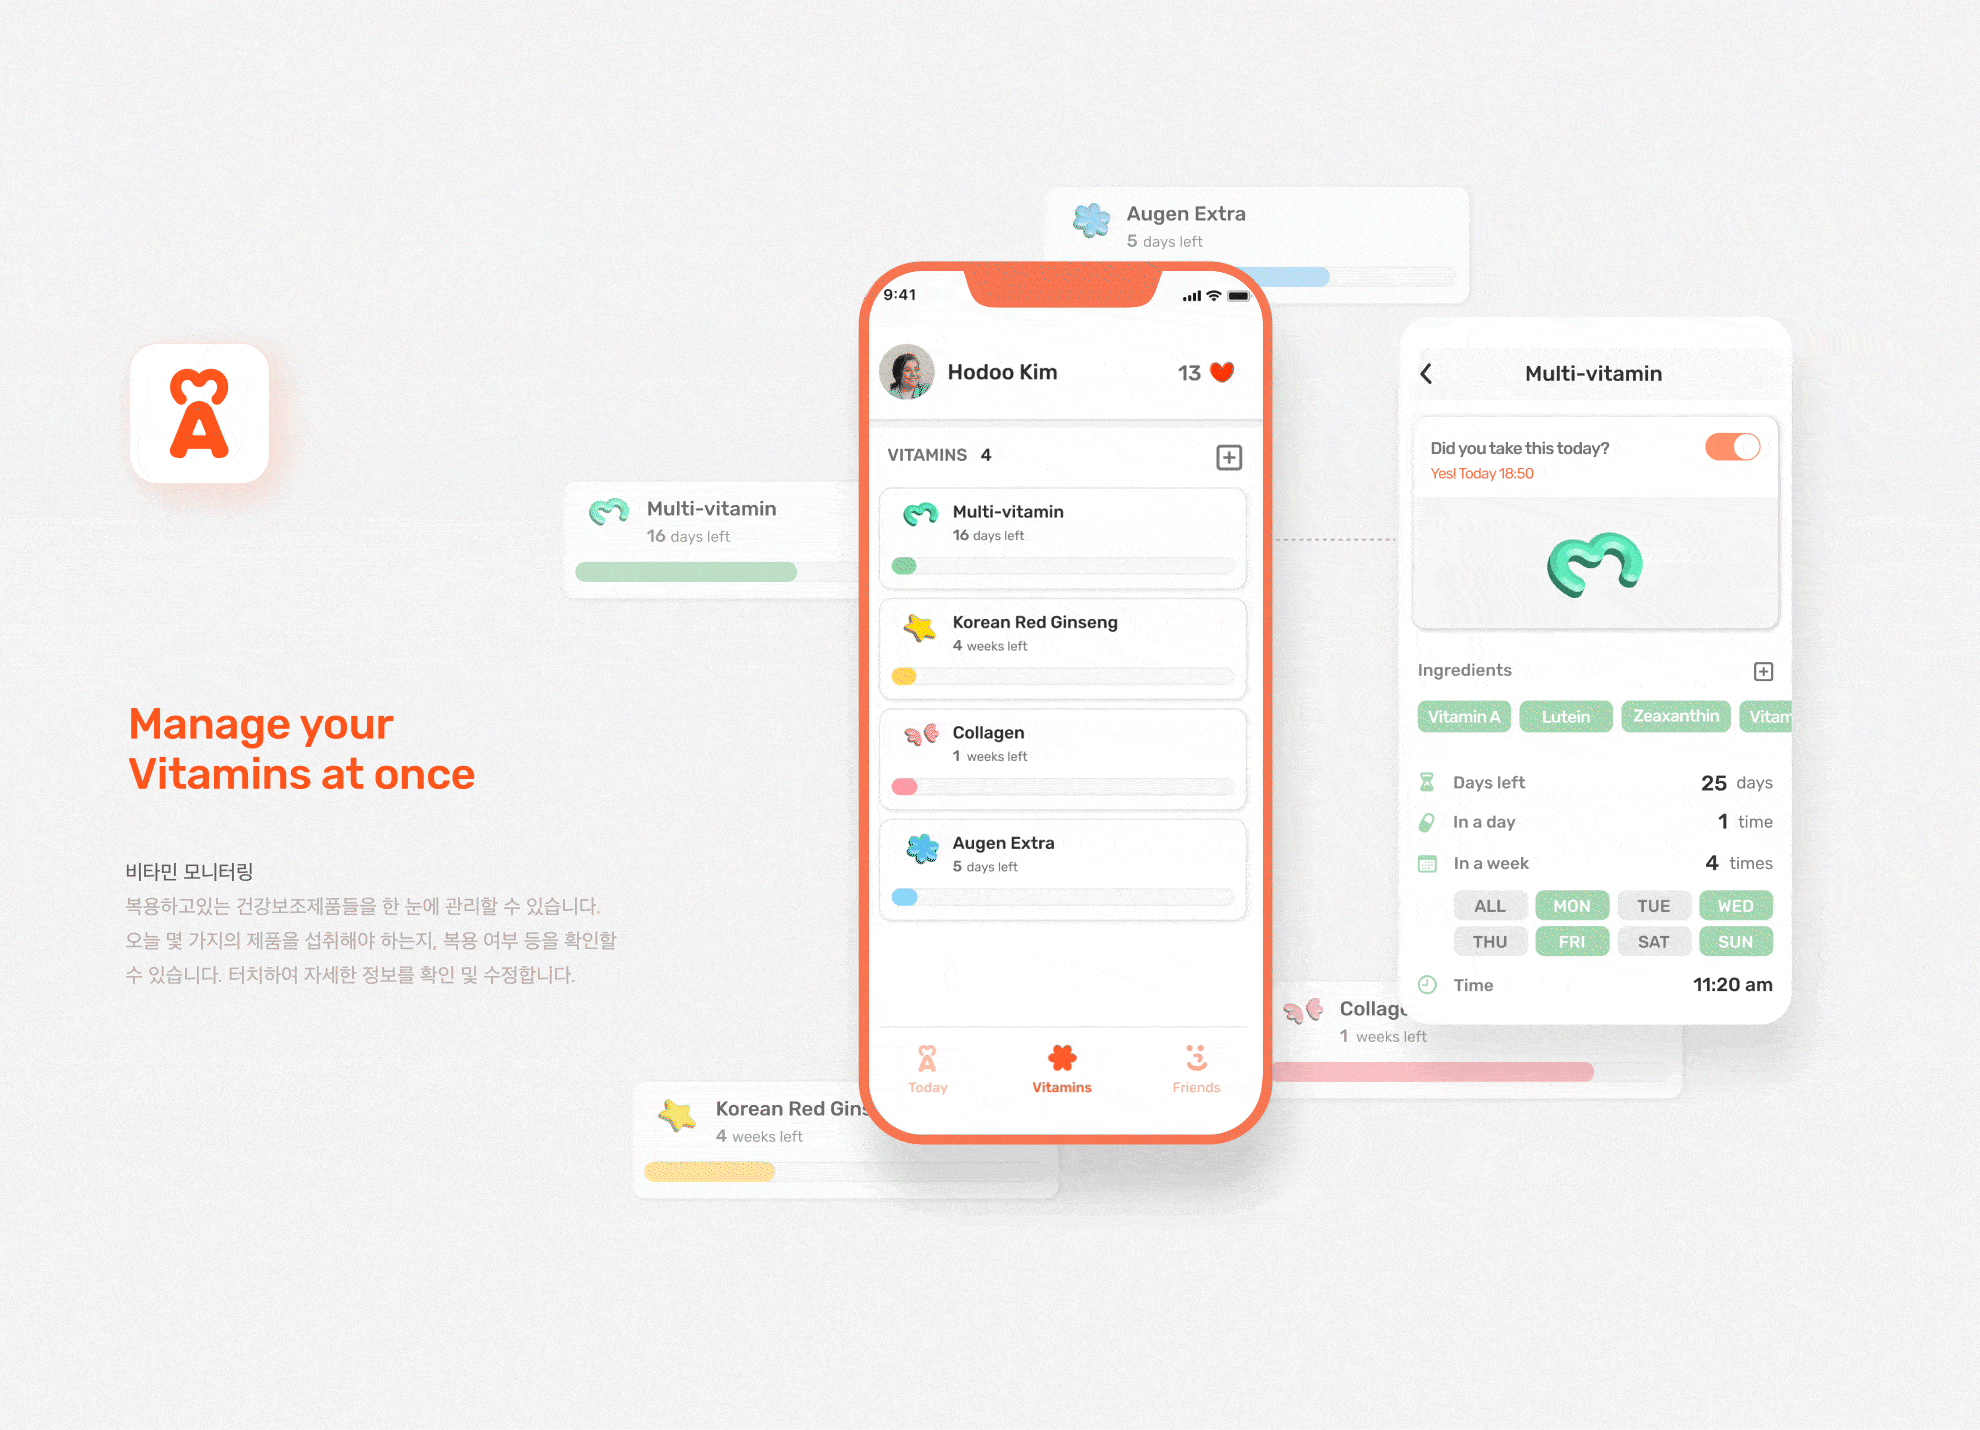 Manage your
Vitamins at once
비타민 모니터링
복용하고있는 건강보조제품들을 한 눈에 관리할 수 있습니다.
오늘 몇 가지의 제품을 섭취해야 하는지, 복용 여부 등을 확인할
수 있습니다. 터치하여 자세한 정보를 확인 및 수정합니다.
Multi-vitamin
16 days left
Korean Red Gins
4 weeks left
Augen Extra
5 days left
9:41
Hodoo Kim 13
VITAMINS 4
Multi-vitamin
16 days left
Korean Red Ginseng
4 weeks left
Collagen
1 weeks left
Augen Extra
5 days left
Today Vitamins Friends
Collage
1 weeks left
Multi-vitamin
Did you take this today?
Yes! Today 18:50
Ingredients
Vitamin A Lutein Zeaxanthin Vitam
Days left 25 days
In a day 1 time
In a week 4 times
ALL MON TUE WED
THU FRI SAT SUN
Time 11:20 am